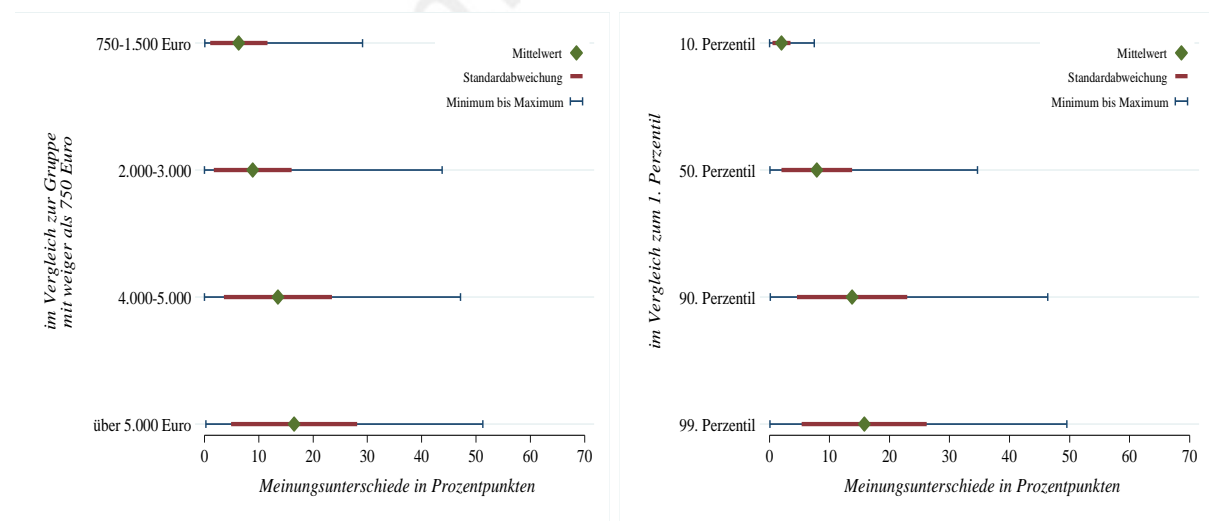 750-1.500 Euro
Mittelwert
Standardabweichung
Minimum bis Maximum
2.000-3.000
im Vergleich zur Gruppe
mit weiger als 750 Euro
4.000-5.000
über 5.000 Euro
0 10 20 30 40 50 60 70
Meinungsunterschiede in Prozentpunkten
10. Perzentil
Mittelwert
Standardabweichung
Minimum bis Maximum
50. Perzentil
im Vergleich zum 1. Perzentil
90. Perzentil
99. Perzentil
0 10 20 30 40 50 60 70
Meinungsunterschiede in Prozentpunkten